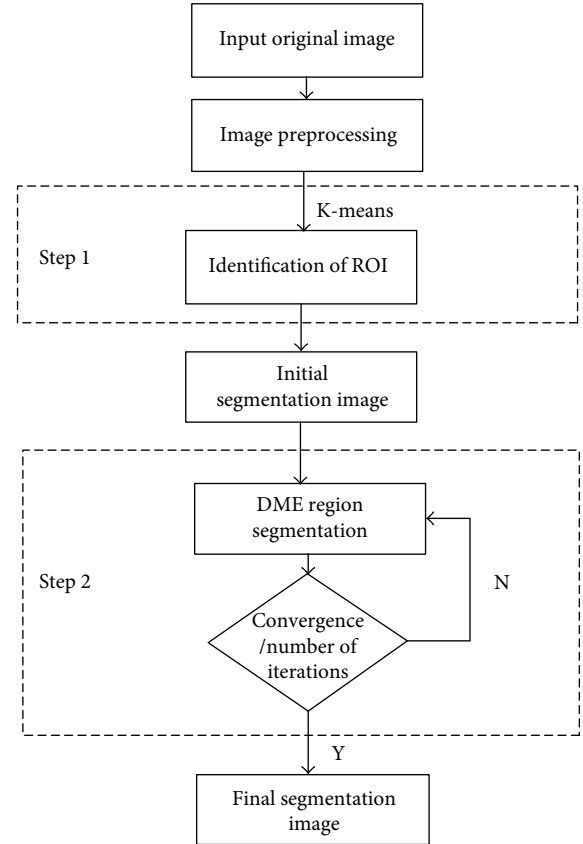 Input original image
Image preprocessing
K-means
Step 1
Identification of ROI
Initial
segmentation image
DME region
segmentation
Step 2
N
Convergence
/number of
iterations
Y
Final segmentation
image